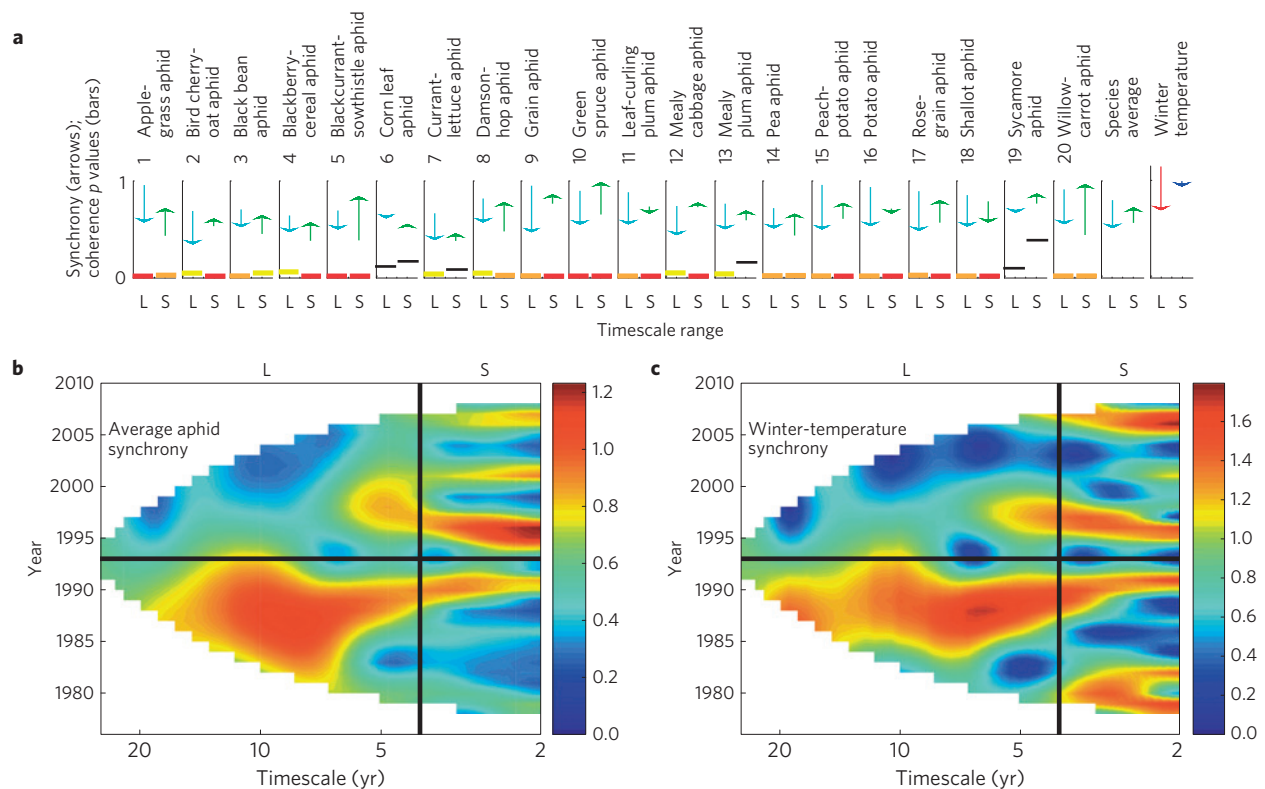 a
Synchrony (arrows);
coherence p values (bars)
1
0
1 Apple-
grass aphid
2 Bird cherry-
oat aphid
3 Black bean
aphid
4 Blackberry-
cereal aphid
5 Blackcurrant-
sowthistle aphid
6 Corn leaf
aphid
7 Currant-
lettuce aphid
8 Damson-
hop aphid
9 Grain aphid
10 Green
spruce aphid
11 Leaf-curling
plum aphid
12 Mealy
cabbage aphid
13 Mealy
plum aphid
14 Pea aphid
15 Peach-
potato aphid
16 Potato aphid
17 Rose-
grain aphid
18 Shallot aphid
19 Sycamore
aphid
20 Willow-
carrot aphid
Species
average
Winter
temperature
L S L S L S L S L S L S L S L S L S L S L S L S L S L S L S L S L S L S L S L S L S L S
Timescale range
b
L
S
Average aphid
synchrony
Year
2010
2005
2000
1995
1990
1985
1980
20
10
5
2
Timescale (yr)
1.2
1.0
0.8
0.6
0.4
0.2
0.0
c
L
S
Winter-temperature
synchrony
Year
2010
2005
2000
1995
1990
1985
1980
20
10
5
2
Timescale (yr)
1.6
1.4
1.2
1.0
0.8
0.6
0.4
0.2
0.0